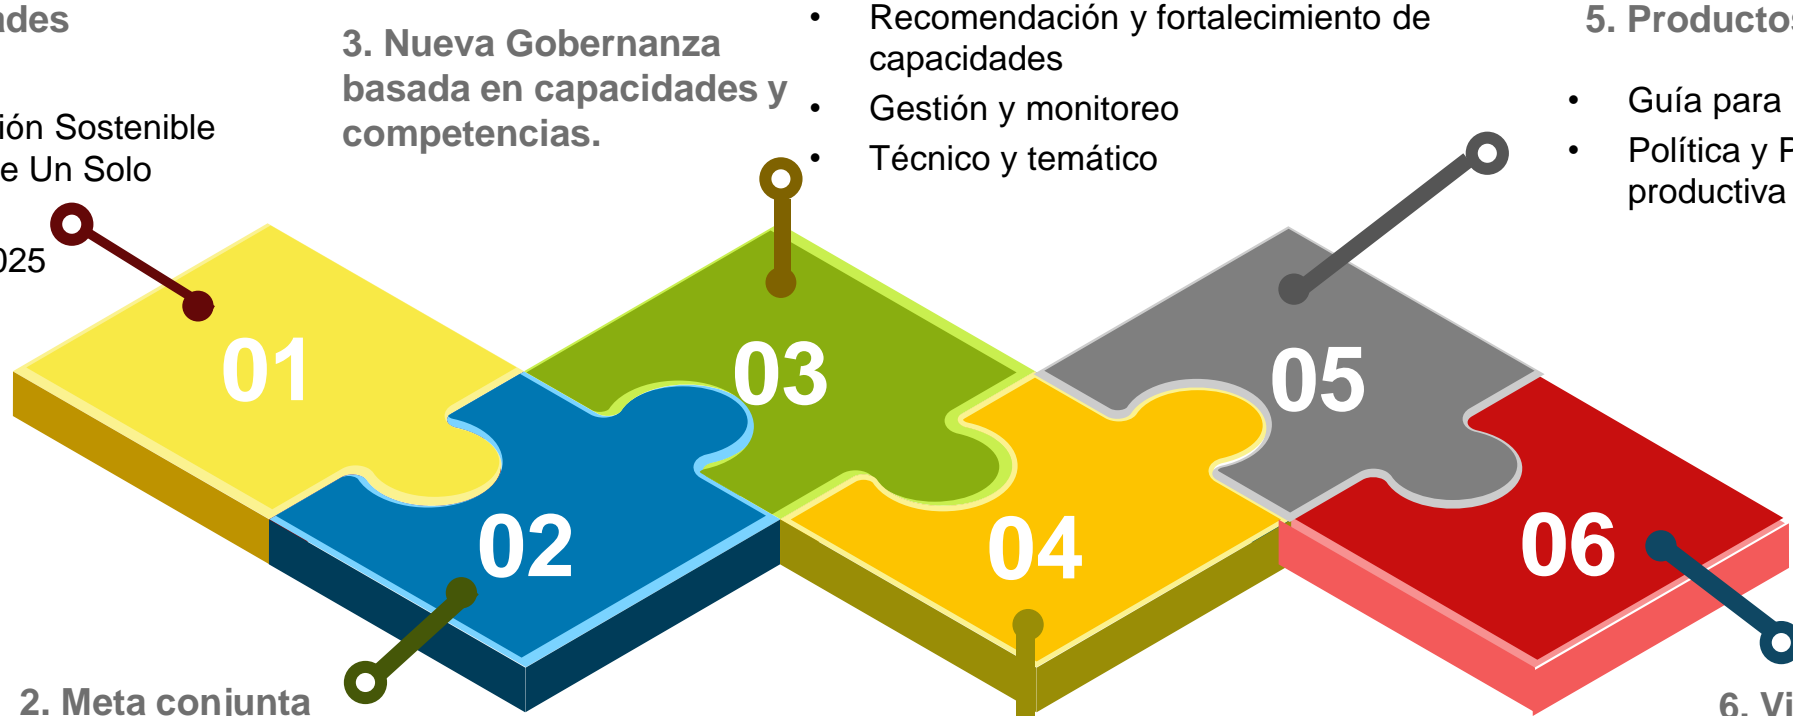 ades
ión Sostenible
e Un Solo
025
3. Nueva Gobernanza
basada en capacidades y
competencias.
• Recomendación y fortalecimiento de
capacidades
• Gestión y monitoreo
• Técnico y temático
5. Productos
• Guía para
• Política y P
productiva
01
03
05
02
04
06
2. Meta conjunta
6. Vi